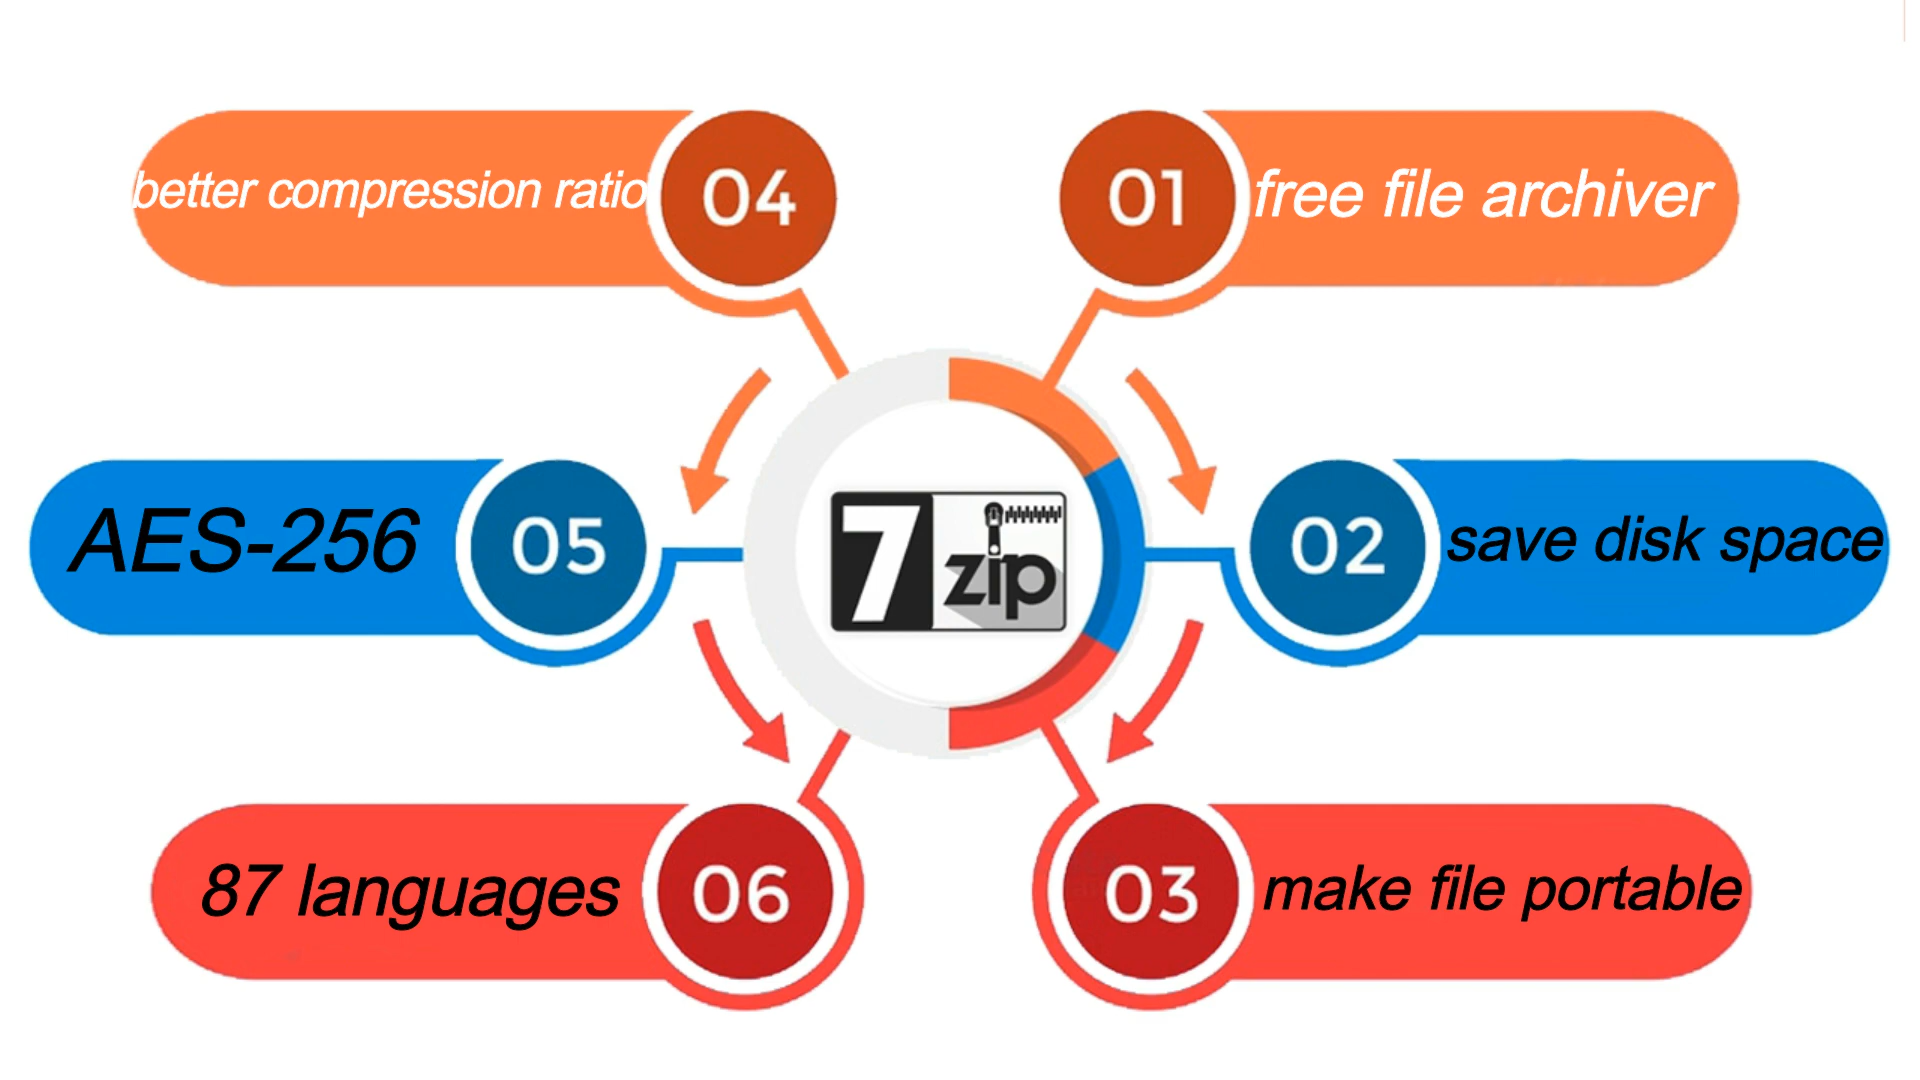 01 free file archiver
02 save disk space
03 make file portable
04 better compression ratio
05 AES-256
06 87 languages
7 zip